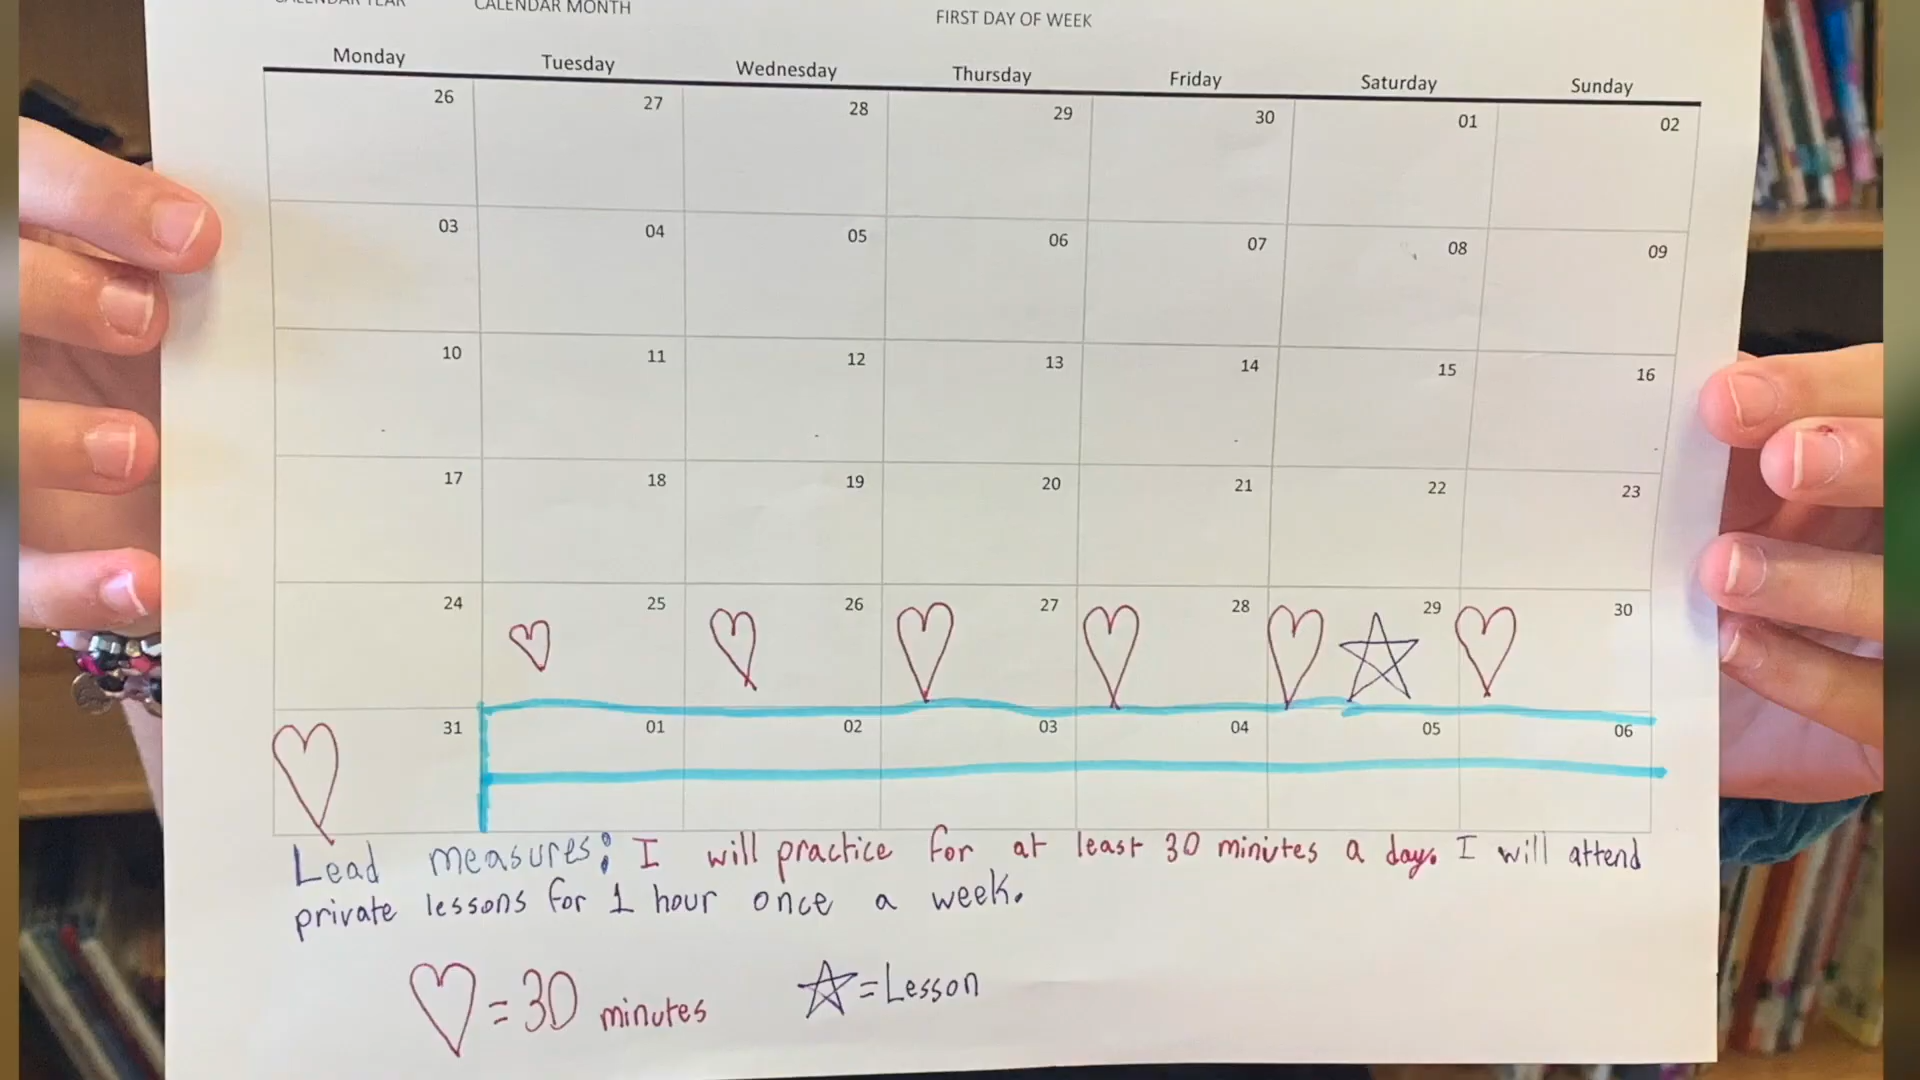 CALENDAR YEAR CALENDAR MONTH FIRST DAY OF WEEK
Monday Tuesday Wednesday Thursday Friday Saturday Sunday
26 27 28 29 30 01 02
03 04 05 06 07 08 09
10 11 12 13 14 15 16
17 18 19 20 21 22 23
24 25 26 27 28 29 30
31 01 02 03 04 05 06
Lead measures: I will practice for at least 30 minutes a day. I will attend
private lessons for 1 hour once a week.
= 30 minutes = Lesson